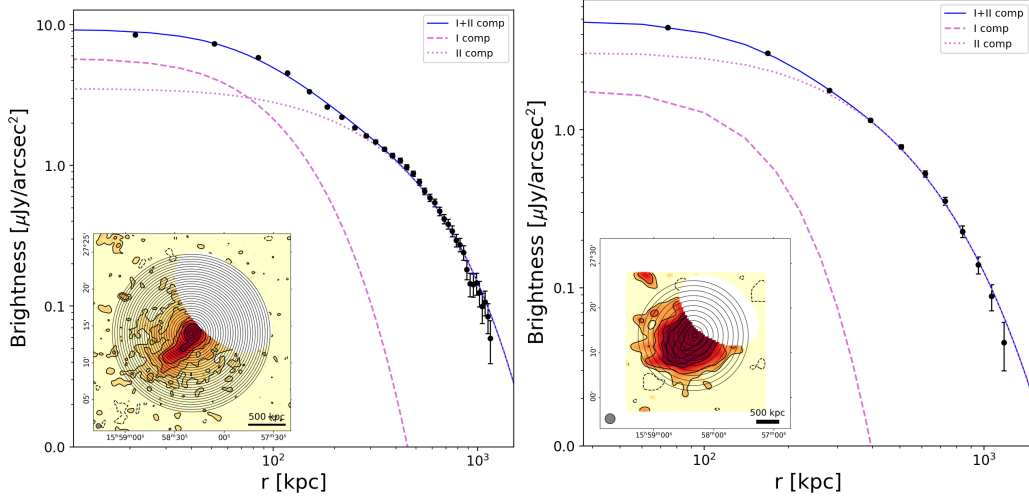 10.0
1.0
0.1
0.0
Brightness [μJy/arcsec²]
I+II comp
I comp
II comp
27°25'
20'
15'
10'
05'
15ʰ59ᵐ00ˢ
58ᵐ30ˢ
00ˢ
57ᵐ30ˢ
500 kpc
10²
10³
r [kpc]
1.0
0.1
0.0
Brightness [μJy/arcsec²]
I+II comp
I comp
II comp
27°30'
20'
10'
00'
15ʰ59ᵐ00ˢ
58ᵐ00ˢ
57ᵐ00ˢ
500 kpc
10²
10³
r [kpc]